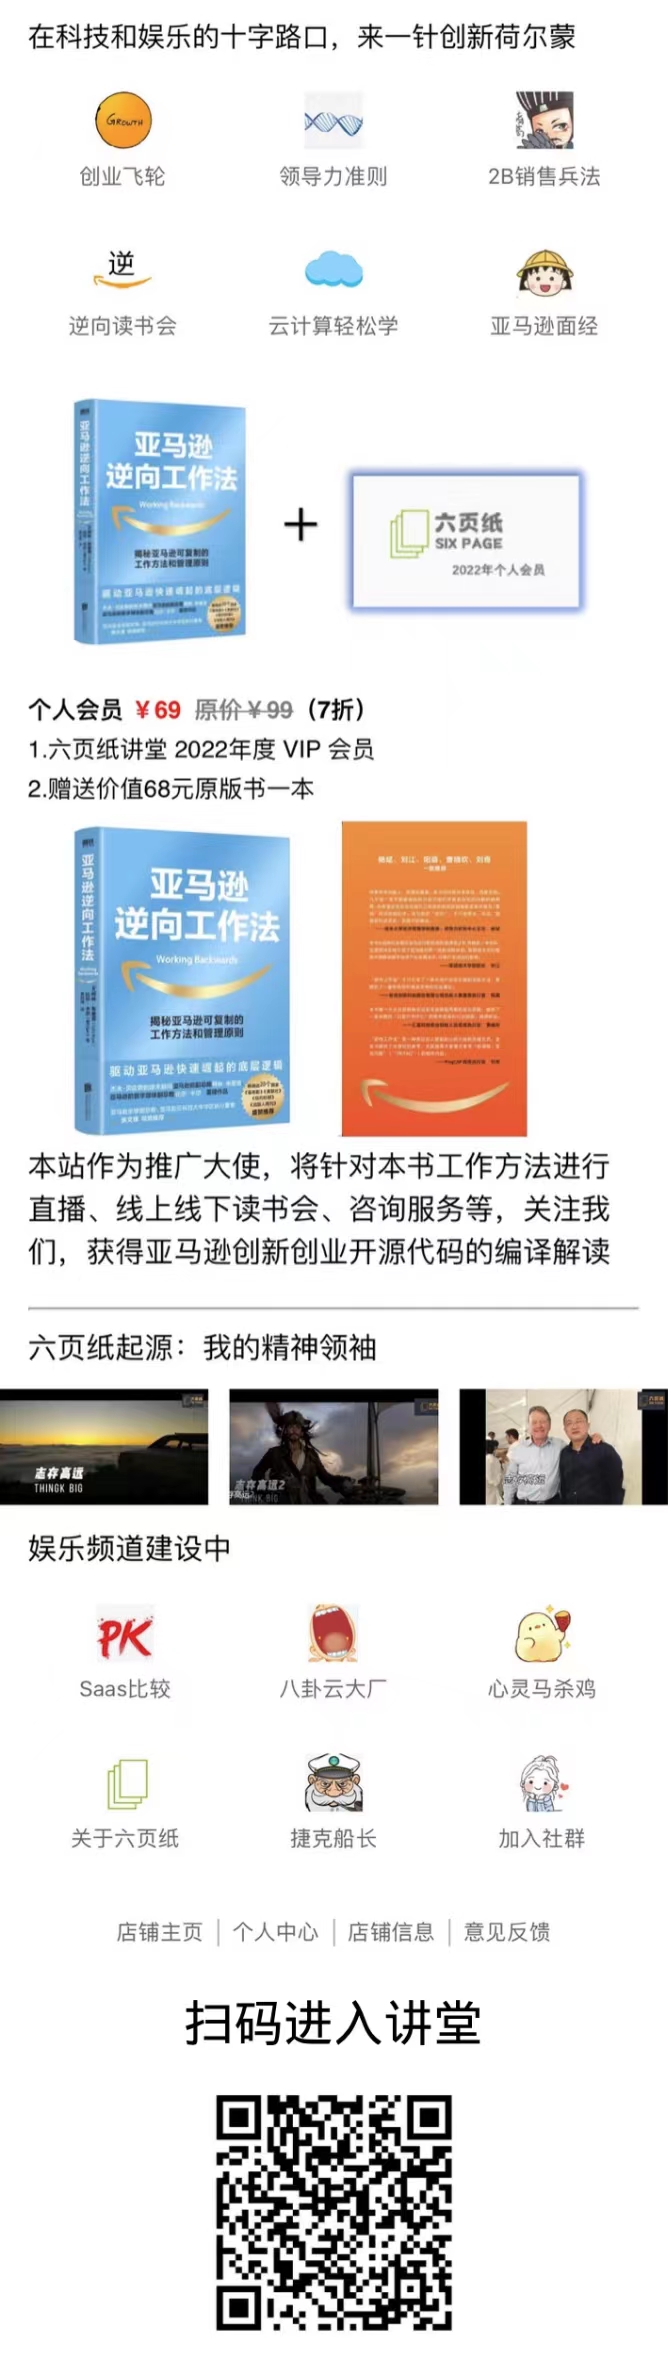 在科技和娱乐的十字路口，来一针创新荷尔蒙
GROWTH
创业飞轮
领导力准则
2B销售兵法
逆
逆向读书会
云计算轻松学
亚马逊面经
亚马逊逆向工作法
亚马逊
逆向工作法
Working Backwards
揭秘亚马逊可复制的
工作方法和管理原则
驱动亚马逊快速崛起的底层逻辑
+
六页纸
SIX PAGE
2022年个人会员
个人会员 ￥69 原价￥99（7折）
1.六页纸讲堂 2022年度 VIP 会员
2.赠送价值68元原版书一本
亚马逊逆向工作法
Working Backwards
亚马逊
逆向工作法
Working Backwards
揭秘亚马逊可复制的
工作方法和管理原则
驱动亚马逊快速崛起的底层逻辑
本站作为推广大使，将针对本书工作方法进行
直播、线上线下读书会、咨询服务等，关注我
们，获得亚马逊创新创业开源代码的编译解读
六页纸起源：我的精神领袖
志存高远
THINGK BIG
志存高远2
THINGK BIG
娱乐频道建设中
PK
Saas比较
八卦云大厂
心灵马杀鸡
关于六页纸
捷克船长
加入社群
店铺主页
个人中心
店铺信息
意见反馈
扫码进入讲堂